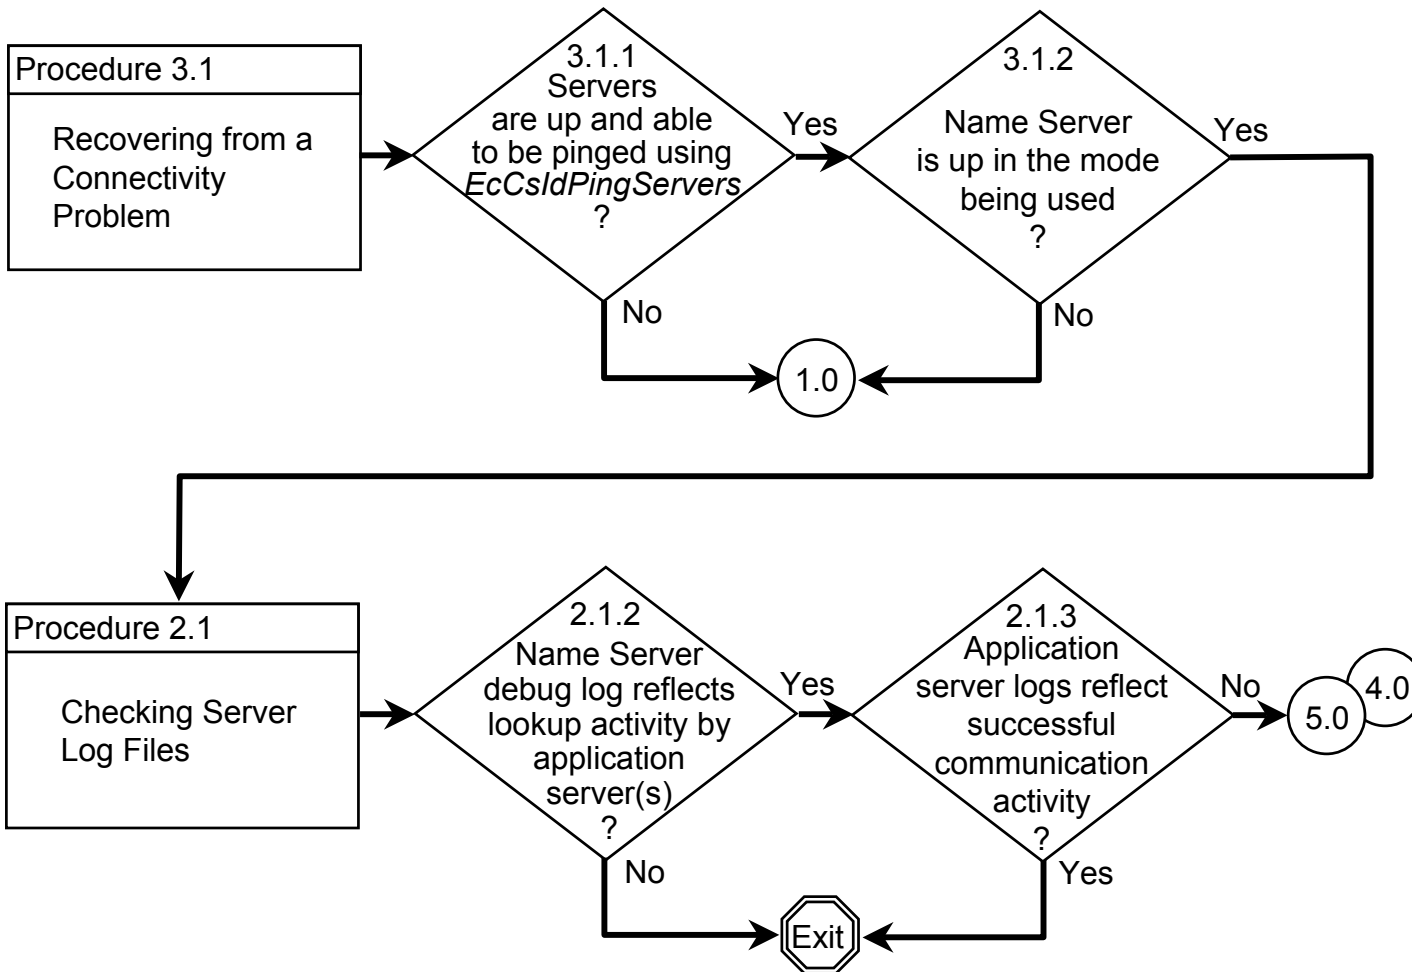 Procedure 3.1
Recovering from a
Connectivity
Problem
3.1.1
Servers
are up and able
to be pinged using
EcCsIdPingServers
?
Yes
No
3.1.2
Name Server
is up in the mode
being used
?
Yes
No
1.0
Procedure 2.1
Checking Server
Log Files
2.1.2
Name Server
debug log reflects
lookup activity by
application
server(s)
?
Yes
No
2.1.3
Application
server logs reflect
successful
communication
activity
?
No
Yes
5.0
4.0
Exit